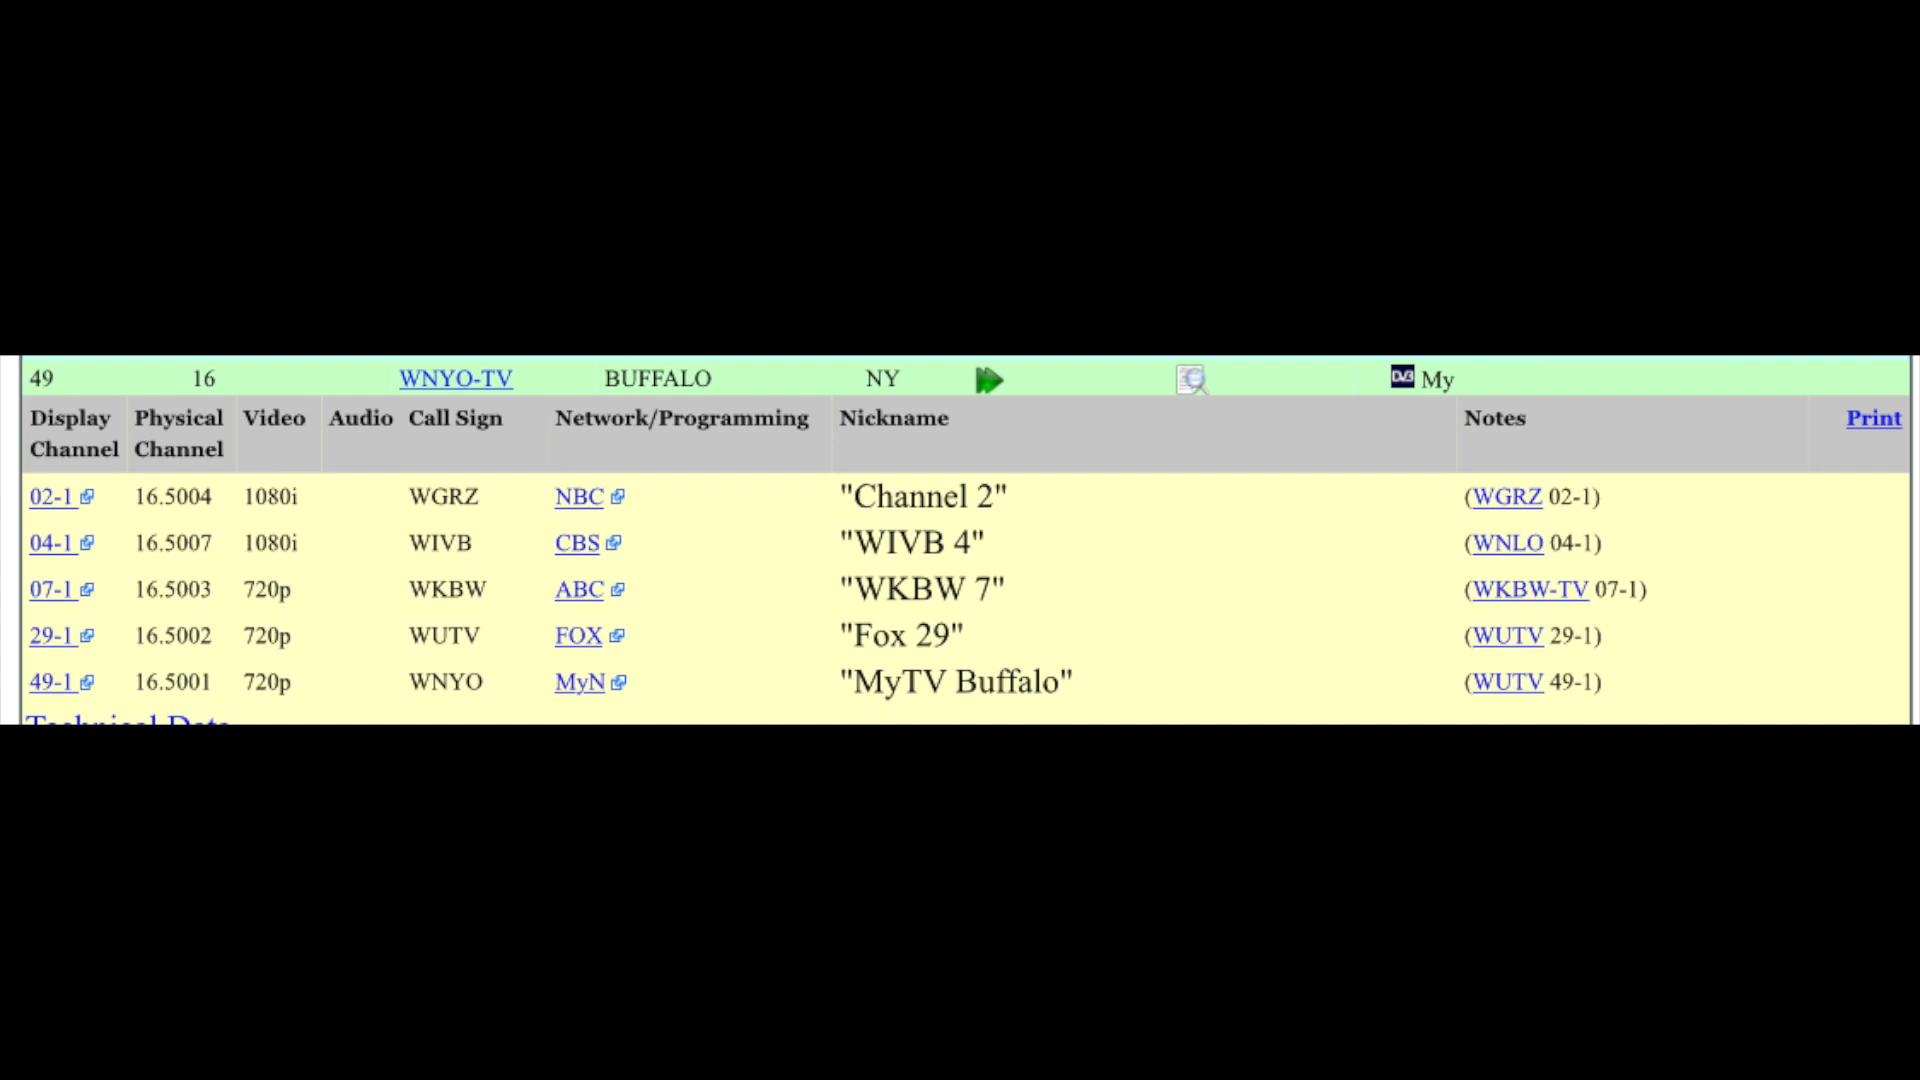 49 16 WNYO-TV BUFFALO NY DVB My
Display Channel Physical Channel Video Audio Call Sign Network/Programming Nickname Notes Print
02-1 16.5004 1080i WGRZ NBC "Channel 2" (WGRZ 02-1)
04-1 16.5007 1080i WIVB CBS "WIVB 4" (WNLO 04-1)
07-1 16.5003 720p WKBW ABC "WKBW 7" (WKBW-TV 07-1)
29-1 16.5002 720p WUTV FOX "Fox 29" (WUTV 29-1)
49-1 16.5001 720p WNYO MyN "MyTV Buffalo" (WUTV 49-1)
Technical Data